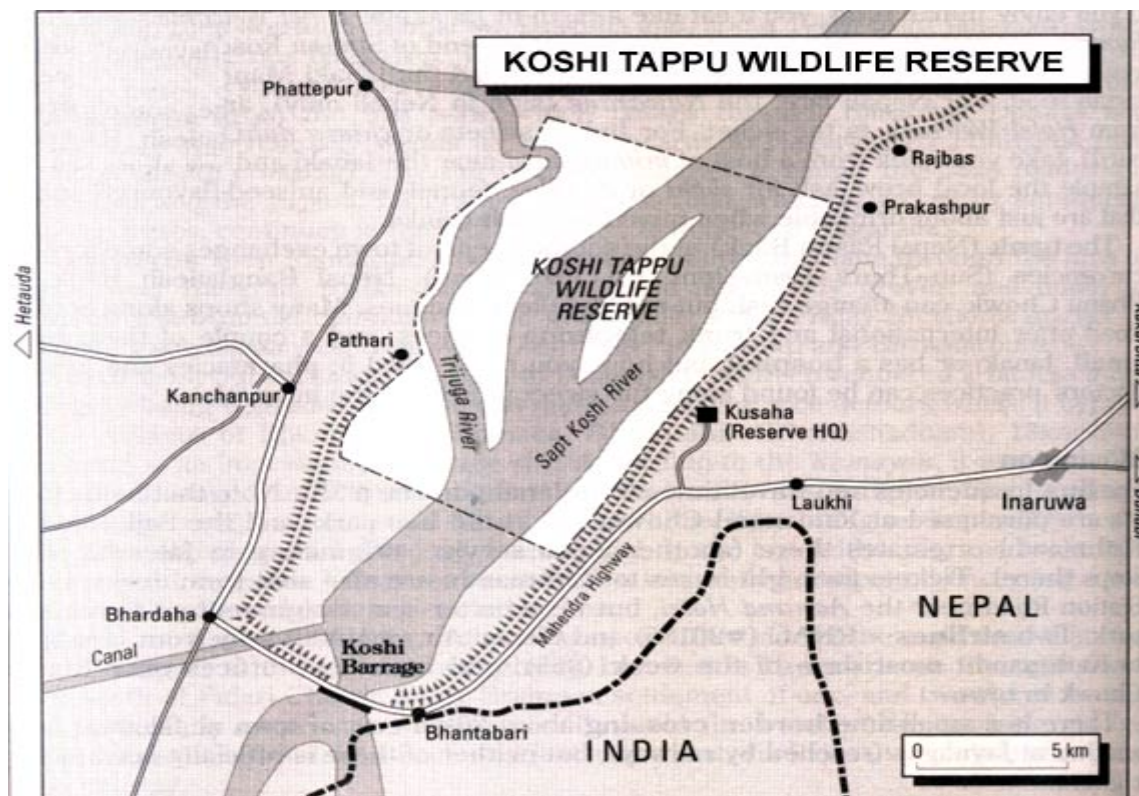 KOSHI TAPPU WILDLIFE RESERVE
Phattepur
Rajbas
Prakashpur
Hetauda
KOSHI TAPPU
WILDLIFE
RESERVE
Pathari
Trijuga River
Kanchanpur
Sapt Koshi River
Kusaha
(Reserve HQ)
Laukhi
Inaruwa
Mahendra Highway
NEPAL
Bhardaha
Canal
Koshi
Barrage
Bhantabari
INDIA
0 5 km